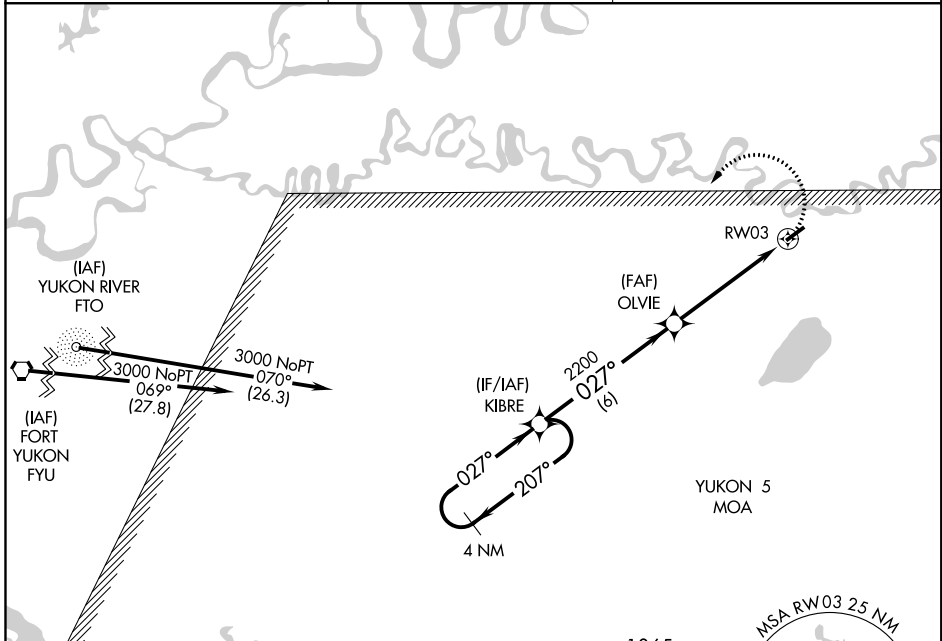 RW03
(FAF)
OLVIE
(IAF)
YUKON RIVER
FTO
3000 NoPT
070°
(26.3)
3000 NoPT
069°
(27.8)
2200
027°
(6)
(IF/IAF)
KIBRE
(IAF)
FORT
YUKON
FYU
027°
207°
4 NM
YUKON 5
MOA
MSA RW03 25 NM